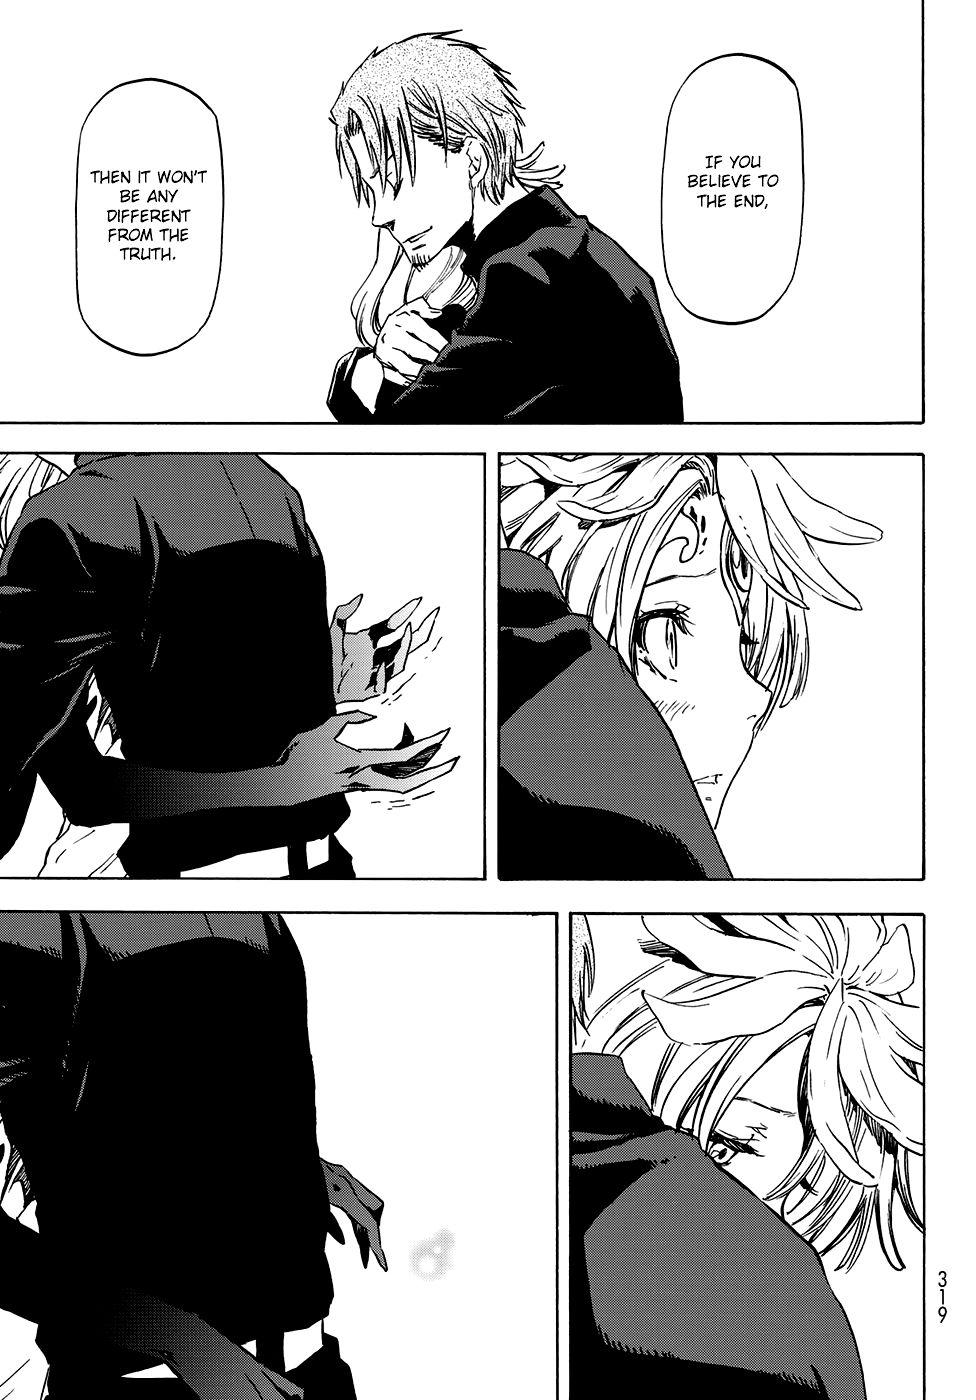 IF YOU
BELIEVE TO
THE END,
THEN IT WON'T
BE ANY
DIFFERENT
FROM THE
TRUTH.
319